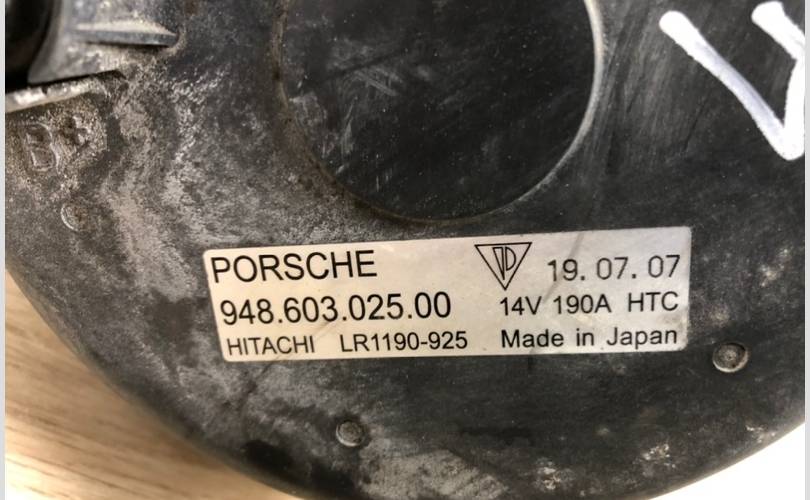 B+
PORSCHE 19. 07. 07
948.603.025.00 14V 190A HTC
HITACHI LR1190-925 Made in Japan